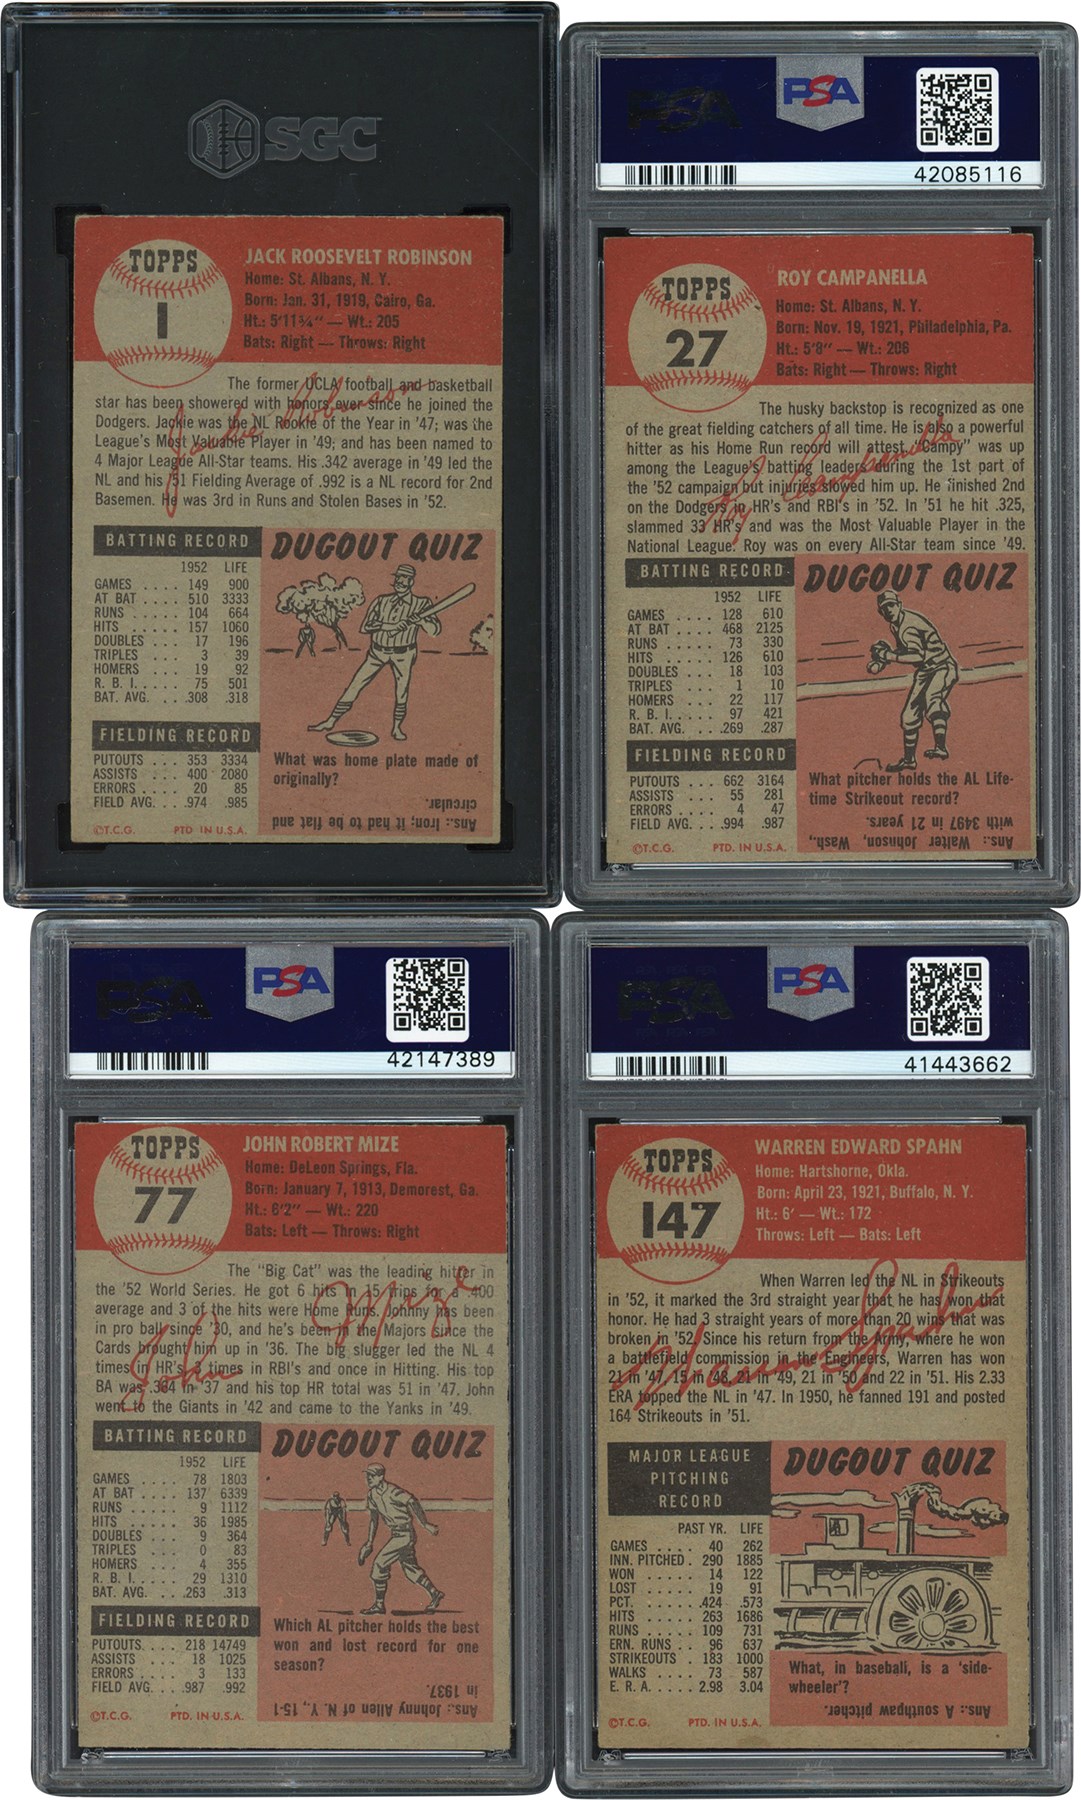 SGC
TOPPS
1
JACK ROOSEVELT ROBINSON
Home: St. Albans, N. Y.
Born: Jan. 31, 1919, Cairo, Ga.
Ht.: 5'11¾" — Wt.: 205
Bats: Right — Throws: Right
The former UCLA football and basketball
star has been showered with honors ever since he joined the
Dodgers. Jackie was the NL Rookie of the Year in '47; was the
League's Most Valuable Player in '49; and has been named to
4 Major League All-Star teams. His .342 average in '49 led the
NL and his '51 Fielding Average of .992 is a NL record for 2nd
Basemen. He was 3rd in Runs and Stolen Bases in '52.
Jackie Robinson
BATTING RECORD
1952 LIFE
GAMES .... 149 900
AT BAT .... 510 3333
RUNS .... 104 664
HITS .... 157 1060
DOUBLES ... 17 196
TRIPLES ... 3 39
HOMERS ... 19 92
R. B. I. .... 75 501
BAT. AVG. ... .308 .318
FIELDING RECORD
PUTOUTS ... 353 3334
ASSISTS ... 400 2080
ERRORS ... 20 85
FIELD AVG. ... .974 .985
©T.C.G. PTD. IN U.S.A.
DUGOUT QUIZ
What was home plate made of
originally?
Ans.: Iron; it had to be flat and
circular.
PSA
PSA
42085116
TOPPS
27
ROY CAMPANELLA
Home: St. Albans, N. Y.
Born: Nov. 19, 1921, Philadelphia, Pa.
Ht.: 5'8" — Wt.: 206
Bats: Right — Throws: Right
The husky backstop is recognized as one
of the great fielding catchers of all time. He is also a powerful
hitter as his Home Run record will attest. "Campy" was up
among the League's batting leaders during the 1st part of
the '52 campaign but injuries slowed him up. He finished 2nd
on the Dodgers in HR's and RBI's in '52. In '51 he hit .325,
slammed 33 HR's and was the Most Valuable Player in the
National League. Roy was on every All-Star team since '49.
Roy Campanella
BATTING RECORD
1952 LIFE
GAMES .... 128 610
AT BAT .... 468 2125
RUNS .... 73 330
HITS .... 126 610
DOUBLES ... 18 103
TRIPLES ... 1 10
HOMERS ... 22 117
R. B. I. .... 97 421
BAT. AVG. ... .269 .287
FIELDING RECORD
PUTOUTS ... 662 3164
ASSISTS ... 55 281
ERRORS ... 4 47
FIELD AVG. ... .994 .987
©T.C.G. PTD. IN U.S.A.
DUGOUT QUIZ
What pitcher holds the AL Life-
time Strikeout record?
Ans.: Walter Johnson, Wash.,
with 3497 in 21 years.
PSA
PSA
42147389
TOPPS
77
JOHN ROBERT MIZE
Home: DeLeon Springs, Fla.
Born: January 7, 1913, Demorest, Ga.
Ht.: 6'2" — Wt.: 220
Bats: Left — Throws: Right
The "Big Cat" was the leading hitter in
the '52 World Series. He got 6 hits in 15 trips for a .400
average and 3 of the hits were Home Runs. Johnny has been
in pro ball since '30, and he's been in the Majors since the
Cards brought him up in '36. The big slugger led the NL 4
times in HR's, 3 times in RBI's and once in Hitting. His top
BA was .364 in '37 and his top HR total was 51 in '47. John
went to the Giants in '42 and came to the Yanks in '49.
John Mize
BATTING RECORD
1952 LIFE
GAMES .... 78 1803
AT BAT .... 137 6339
RUNS .... 9 1112
HITS .... 36 1985
DOUBLES ... 9 364
TRIPLES ... 0 83
HOMERS ... 4 355
R. B. I. .... 29 1310
BAT. AVG. ... .263 .313
FIELDING RECORD
PUTOUTS. ... 218 14749
ASSISTS ... 18 1025
ERRORS ... 3 133
FIELD AVG. ... .987 .992
©T.C.G. PTD. IN U.S.A.
DUGOUT QUIZ
Which AL pitcher holds the best
won and lost record for one
season?
Ans.: Johnny Allen of N. Y., 15-1
in 1937.
PSA
PSA
41443662
TOPPS
147
WARREN EDWARD SPAHN
Home: Hartshorne, Okla.
Born: April 23, 1921, Buffalo, N. Y.
Ht.: 6' — Wt.: 172
Throws: Left — Bats: Left
When Warren led the NL in Strikeouts
in '52, it marked the 3rd straight year that he has won that
honor. He had 3 straight years of more than 20 wins that was
broken in '52. Since his return from the Army, where he won
a battlefield commission in the Engineers, Warren has won
21 in '47, 15 in '48, 21 in '49, 21 in '50 and 22 in '51. His 2.33
ERA topped the NL in '47. In 1950, he fanned 191 and posted
164 Strikeouts in '51.
Warren Spahn
MAJOR LEAGUE
PITCHING
RECORD
PAST YR. LIFE
GAMES .... 40 262
INN. PITCHED . 290 1885
WON .... 14 122
LOST .... 19 91
PCT. .... .424 .573
HITS .... 263 1686
RUNS .... 109 731
ERN. RUNS .. 96 637
STRIKEOUTS . 183 1000
WALKS .... 73 587
E. R. A. .... 2.98 3.04
©T.C.G. PTD. IN U.S.A.
DUGOUT QUIZ
What, in baseball, is a 'side-
wheeler'?
Ans.: A southpaw pitcher.